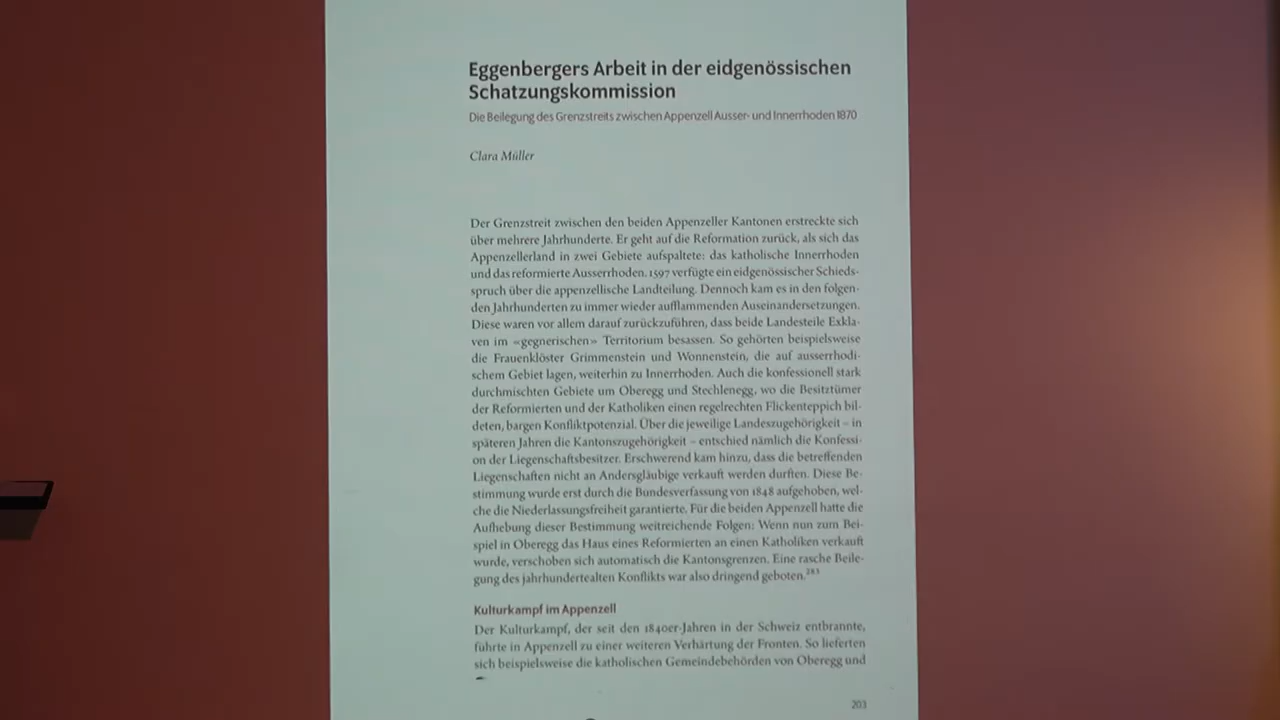 Eggenbergers Arbeit in der eidgenössischen
Schatzungskommission
Die Beilegung des Grenzstreits zwischen Appenzell Ausser- und Innerrhoden 1870
Clara Müller
Der Grenzstreit zwischen den beiden Appenzeller Kantonen erstreckte sich
über mehrere Jahrhunderte. Er geht auf die Reformation zurück, als sich das
Appenzellerland in zwei Gebiete aufspaltete: das katholische Innerrhoden
und das reformierte Ausserrhoden. 1597 verfügte ein eidgenössischer Schieds-
spruch über die appenzellische Landteilung. Dennoch kam es in den folgen-
den Jahrhunderten zu immer wieder aufflammenden Auseinandersetzungen.
Diese waren vor allem darauf zurückzuführen, dass beide Landesteile Exkla-
ven im «gegnerischen» Territorium besassen. So gehörten beispielsweise
die Frauenklöster Grimmenstein und Wonnenstein, die auf ausserrhodi-
schem Gebiet lagen, weiterhin zu Innerrhoden. Auch die konfessionell stark
durchmischten Gebiete um Oberegg und Stechlenegg, wo die Besitztümer
der Reformierten und der Katholiken einen regelrechten Flickenteppich bil-
deten, bargen Konfliktpotenzial. Über die jeweilige Landeszugehörigkeit – in
späteren Jahren die Kantonszugehörigkeit – entschied nämlich die Konfessi-
on der Liegenschaftsbesitzer. Erschwerend kam hinzu, dass die betreffenden
Liegenschaften nicht an Andersgläubige verkauft werden durften. Diese Be-
stimmung wurde erst durch die Bundesverfassung von 1848 aufgehoben, wel-
che die Niederlassungsfreiheit garantierte. Für die beiden Appenzell hatte die
Aufhebung dieser Bestimmung weitreichende Folgen: Wenn nun zum Bei-
spiel in Oberegg das Haus eines Reformierten an einen Katholiken verkauft
wurde, verschoben sich automatisch die Kantonsgrenzen. Eine rasche Beile-
gung des jahrhundertealten Konflikts war also dringend geboten.²⁸³
Kulturkampf im Appenzell
Der Kulturkampf, der seit den 1840er-Jahren in der Schweiz entbrannte,
führte in Appenzell zu einer weiteren Verhärtung der Fronten. So lieferten
sich beispielsweise die katholischen Gemeindebehörden von Oberegg und
203